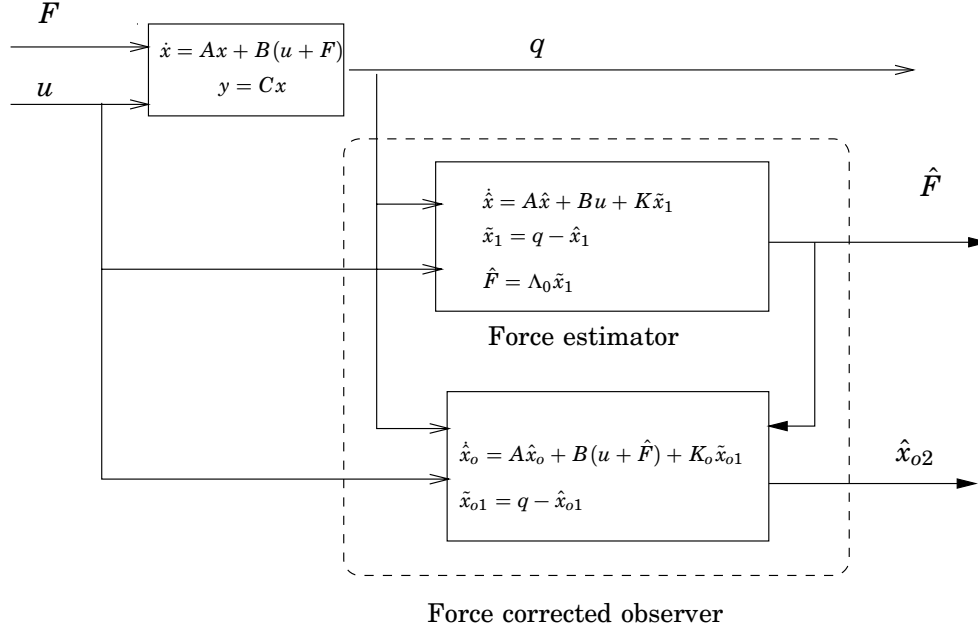 F
ẋ = Ax + B(u + F)
y = Cx
q
u
x̂̇ = Ax̂ + Bu + Kx̃₁
x̃₁ = q − x̂₁
F̂ = Λ₀x̃₁
F̂
Force estimator
x̂̇ₒ = Ax̂ₒ + B(u + F̂) + Kₒx̃ₒ₁
x̃ₒ₁ = q − x̂ₒ₁
x̂ₒ₂
Force corrected observer